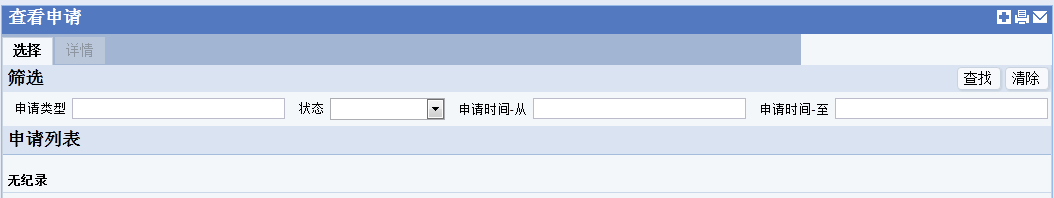 查看申请
选择 详情
筛选 查找 清除
申请类型 状态 申请时间-从 申请时间-至
申请列表
无纪录